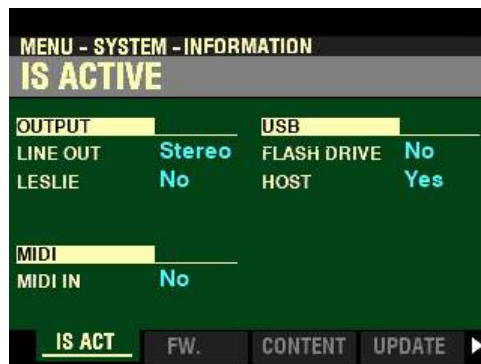 MENU - SYSTEM - INFORMATION
IS ACTIVE
OUTPUT
LINE OUT Stereo
LESLIE No
USB
FLASH DRIVE No
HOST Yes
MIDI
MIDI IN No
IS ACT FW. CONTENT UPDATE